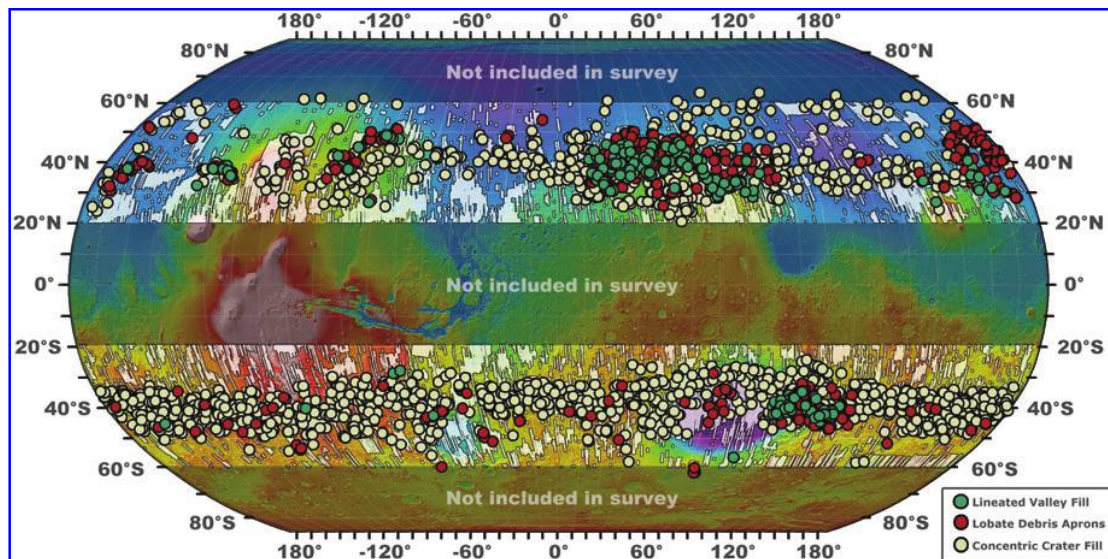 180° -120° -60° 0° 60° 120° 180°
80°N 80°N
Not included in survey
60°N 60°N
40°N 40°N
20°N 20°N
0° Not included in survey 0°
20°S 20°S
40°S 40°S
60°S 60°S
Not included in survey
80°S 80°S
180° -120° -60° 0° 60° 120° 180°
Lineated Valley Fill
Lobate Debris Aprons
Concentric Crater Fill